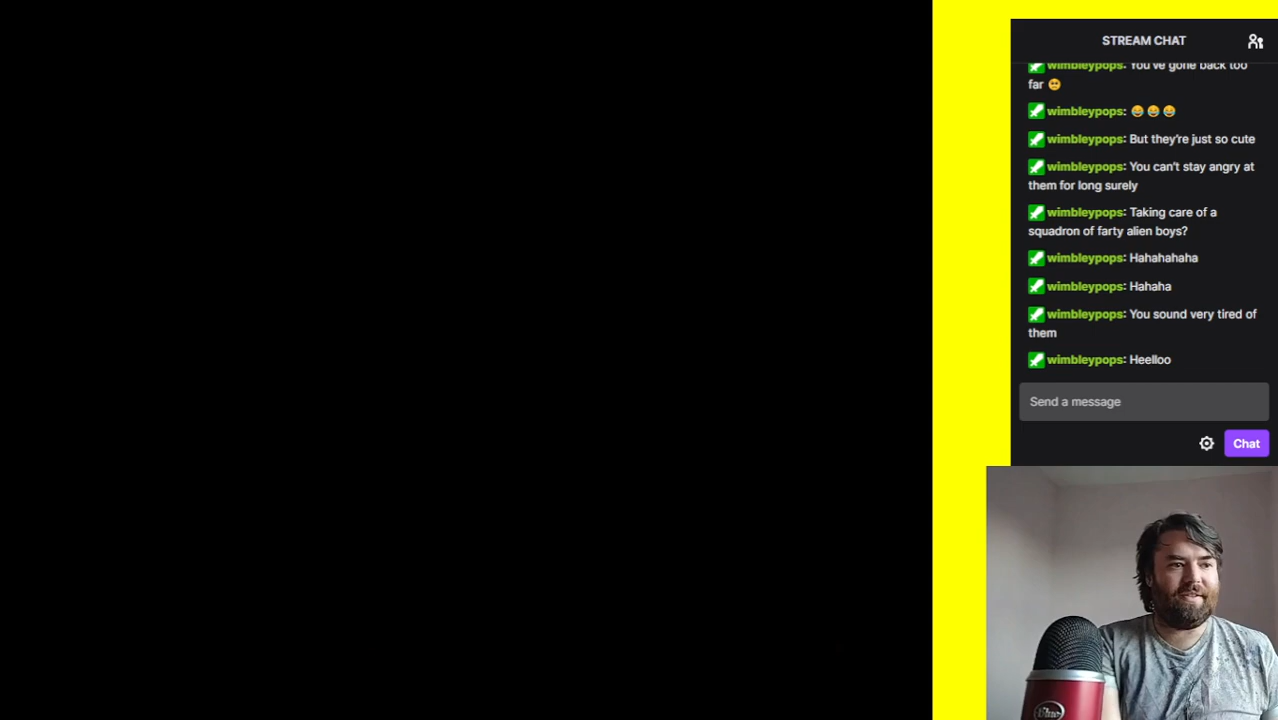 STREAM CHAT
wimbleypops: You've gone back too
far 🥺
wimbleypops: 😂😂😂
wimbleypops: But they're just so cute
wimbleypops: You can't stay angry at
them for long surely
wimbleypops: Taking care of a
squadron of farty alien boys?
wimbleypops: Hahahahaha
wimbleypops: Hahaha
wimbleypops: You sound very tired of
them
wimbleypops: Heelloo
Send a message
Chat
Blue